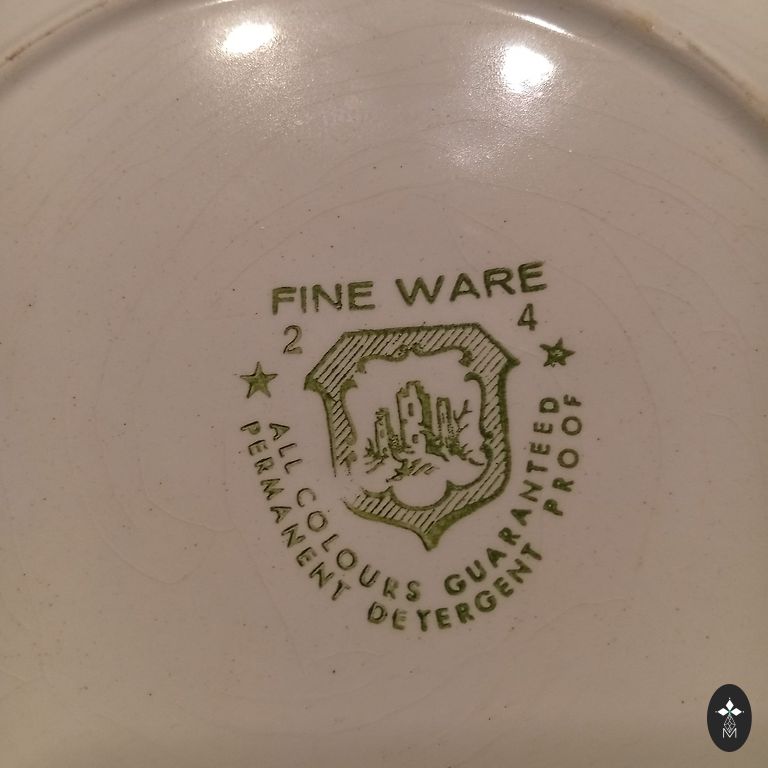 FINE WARE
2 4
ALL COLOURS GUARANTEED
PERMANENT DETERGENT PROOF
M